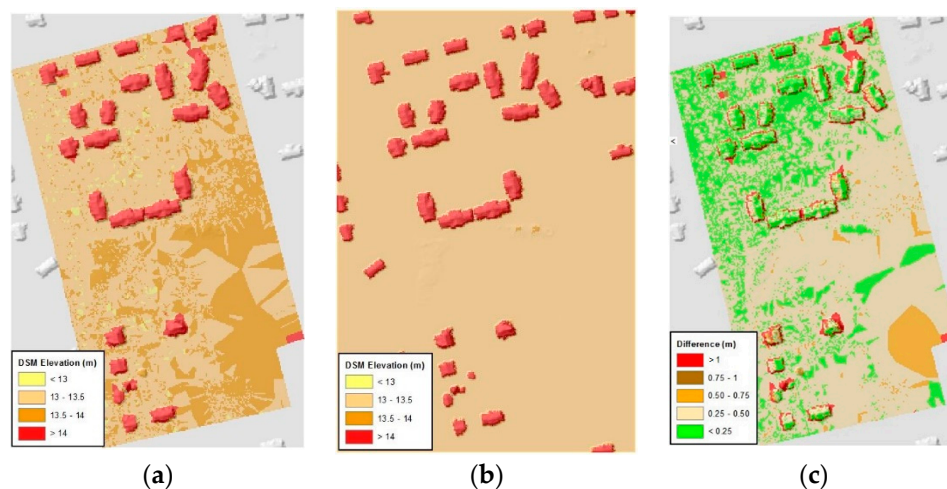 DSM Elevation (m)
< 13
13 - 13.5
13.5 - 14
> 14
DSM Elevation (m)
< 13
13 - 13.5
13.5 - 14
> 14
<
Difference (m)
> 1
0.75 - 1
0.50 - 0.75
0.25 - 0.50
< 0.25
(a)
(b)
(c)